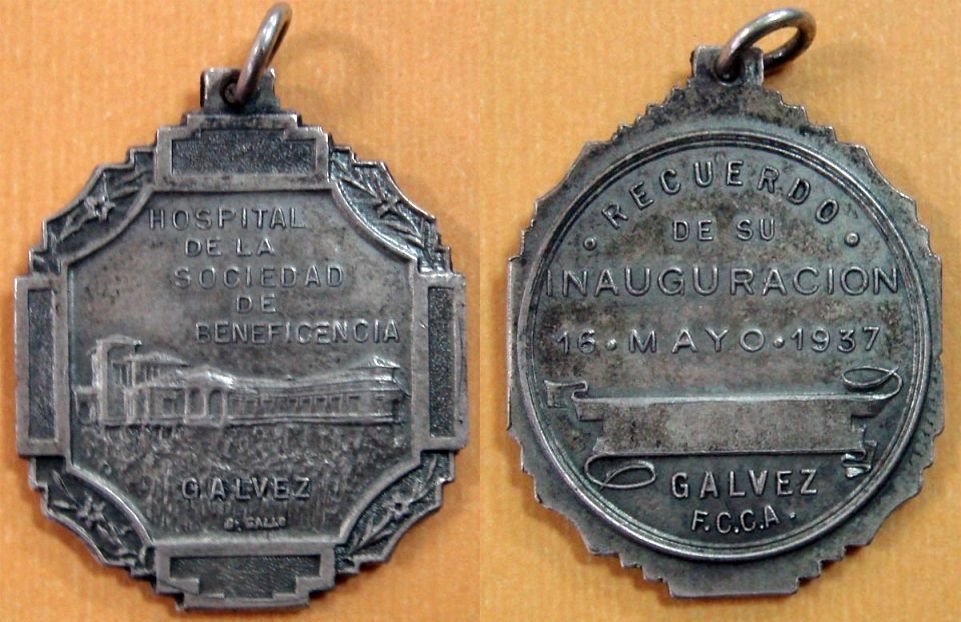 HOSPITAL
DE LA
SOCIEDAD
DE
BENEFICENCIA
GALVEZ
• RECUERDO •
DE SU
INAUGURACION
16 • MAYO • 1937
GALVEZ
F.C.C.A.